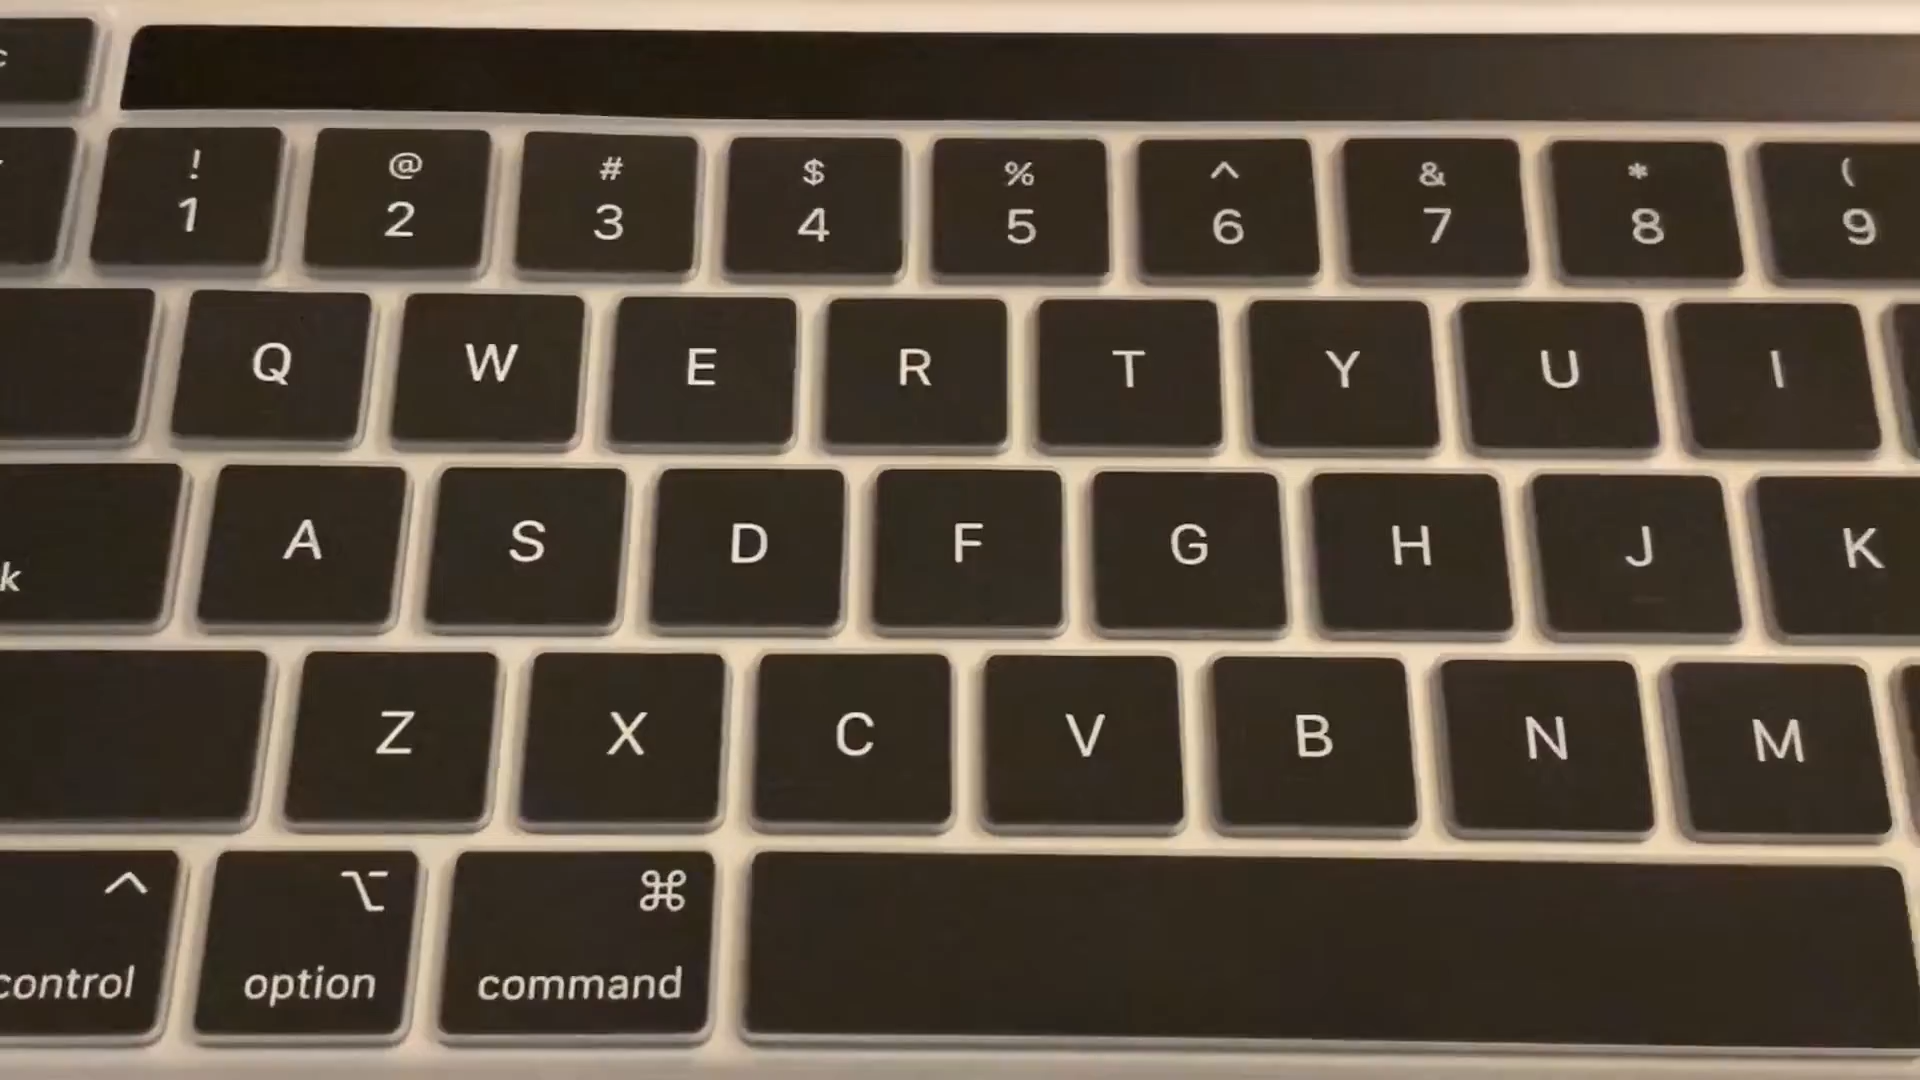 ! @ # $ % ^ & * (
1 2 3 4 5 6 7 8 9
Q W E R T Y U I
A S D F G H J K
k
Z X C V B N M
^ ⌥ ⌘
control option command